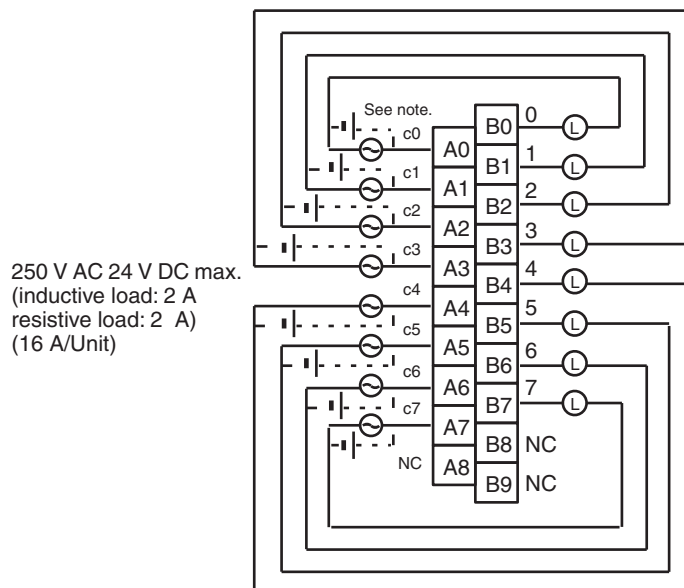 See note.
c0
c1
c2
c3
c4
c5
c6
c7
NC
A0
A1
A2
A3
A4
A5
A6
A7
A8
B0
B1
B2
B3
B4
B5
B6
B7
B8
B9
0
1
2
3
4
5
6
7
NC
NC
L
L
L
L
L
L
L
L
250 V AC 24 V DC max.
(inductive load: 2 A
resistive load: 2 A)
(16 A/Unit)